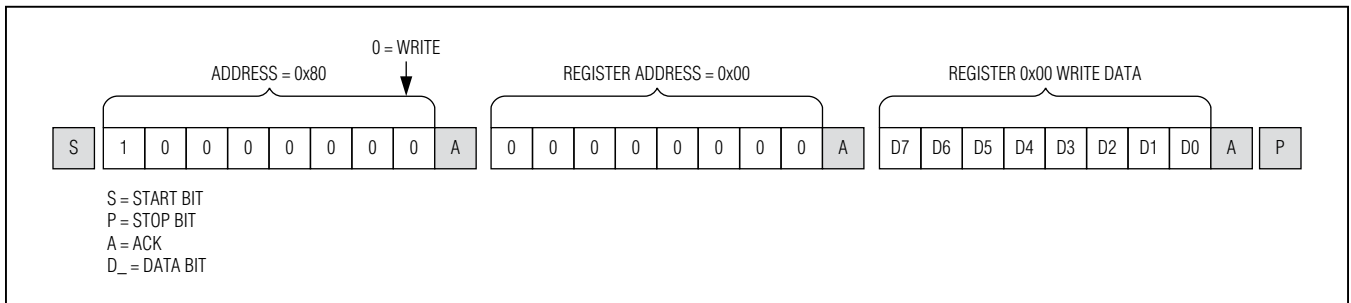 0 = WRITE
ADDRESS = 0x80 REGISTER ADDRESS = 0x00 REGISTER 0x00 WRITE DATA
S 1 0 0 0 0 0 0 0 A 0 0 0 0 0 0 0 0 A D7 D6 D5 D4 D3 D2 D1 D0 A P
S = START BIT
P = STOP BIT
A = ACK
D_ = DATA BIT